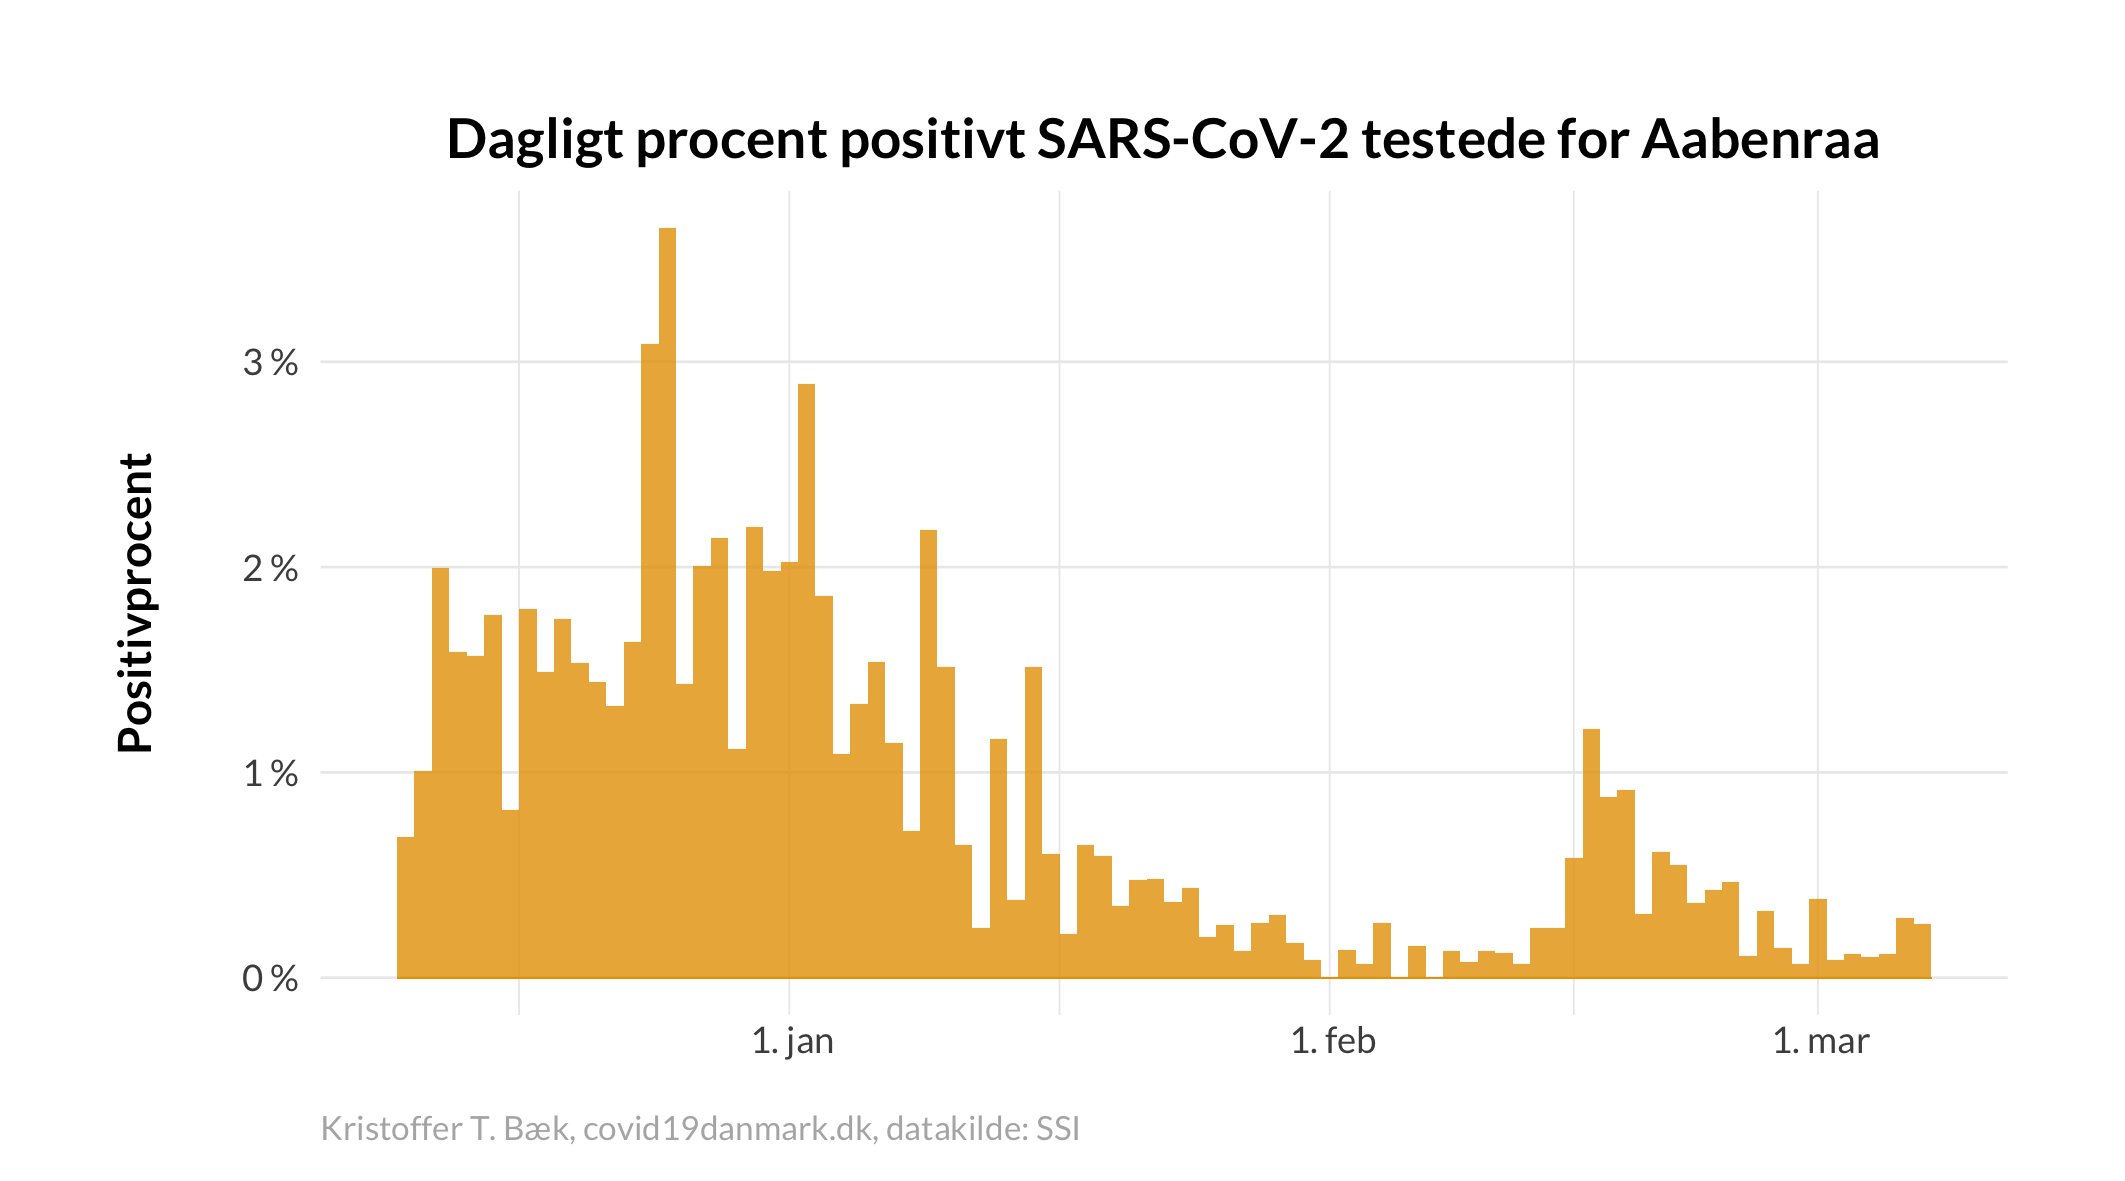 Dagligt procent positivt SARS-CoV-2 testede for Aabenraa
Positivprocent
3 %
2 %
1 %
0 %
1. jan
1. feb
1. mar
Kristoffer T. Bæk, covid19danmark.dk, datakilde: SSI